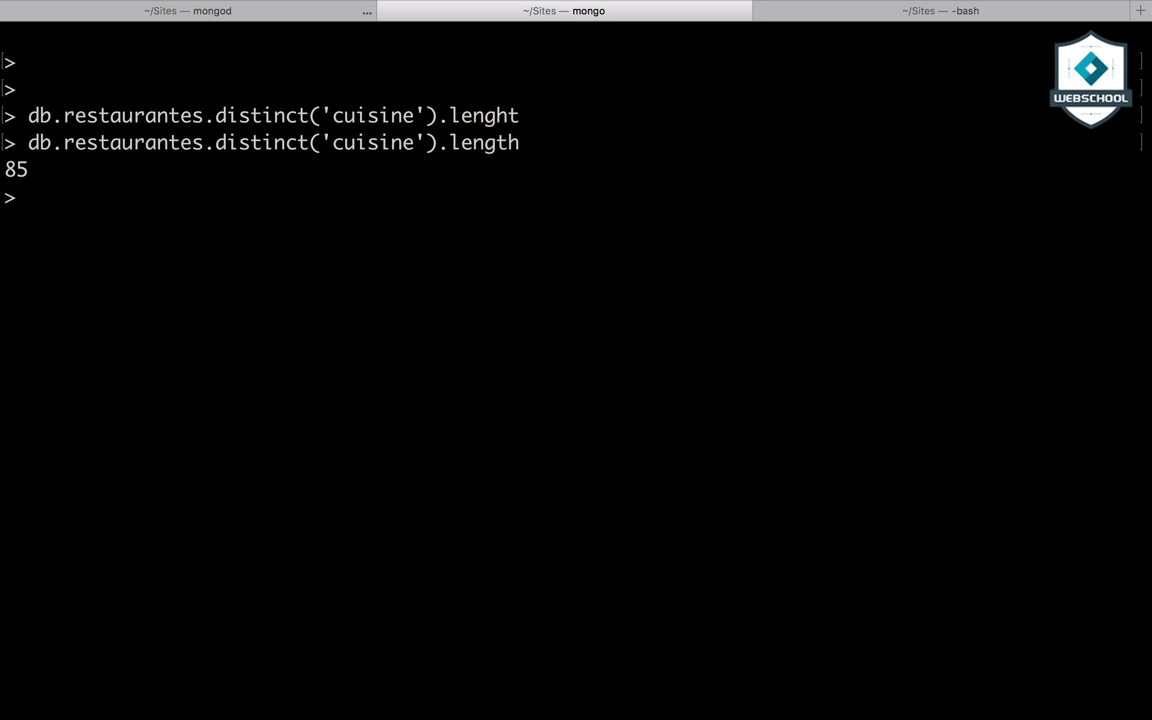 ~/Sites — mongod ... ~/Sites — mongo ~/Sites — -bash +
>
>
> db.restaurantes.distinct('cuisine').lenght
> db.restaurantes.distinct('cuisine').length
85
>
WEBSCHOOL